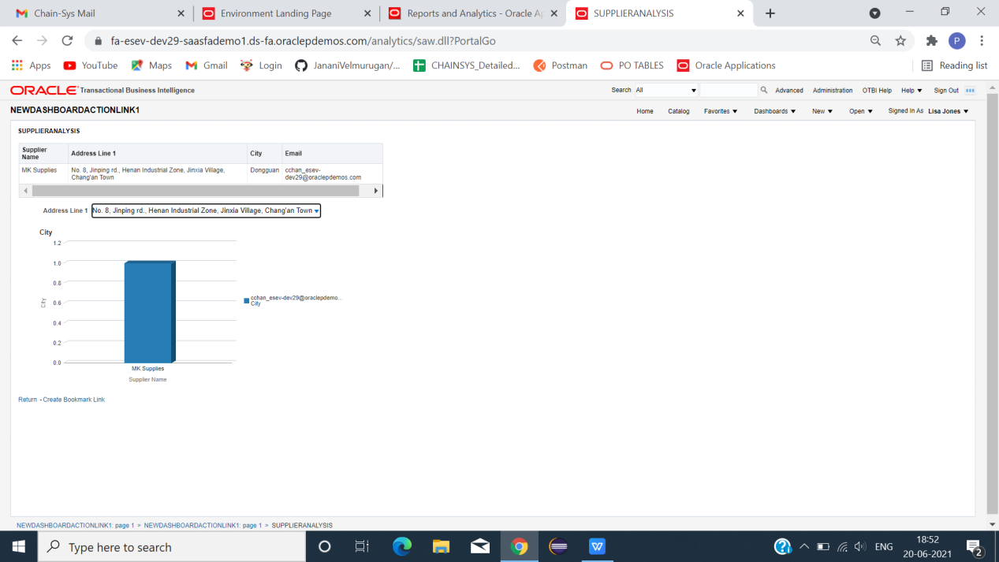 Chain-Sys Mail
Environment Landing Page
Reports and Analytics - Oracle Ap
SUPPLIERANALYSIS
fa-esev-dev29-saasfademo1.ds-fa.oraclepdemos.com/analytics/saw.dll?PortalGo
P
Apps YouTube Maps Gmail Login JananiVelmurugan/... CHAINSYS_Detailed... Postman PO TABLES Oracle Applications Reading list
ORACLE Transactional Business Intelligence
Search All Advanced Administration OTBI Help Help Sign Out
NEWDASHBOARDACTIONLINK1
Home Catalog Favorites Dashboards New Open Signed In As Lisa Jones
SUPPLIERANALYSIS
Supplier Name Address Line 1 City Email
MK Supplies No. 8, Jinping rd., Henan Industrial Zone, Jinxia Village, Chang'an Town Dongguan cchan_esev-dev29@oraclepdemos.com
Address Line 1 No. 8, Jinping rd., Henan Industrial Zone, Jinxia Village, Chang'an Town
City
1.2
1.0
0.8
0.6
0.4
0.2
0.0
City
MK Supplies
Supplier Name
cchan_esev-dev29@oraclepdemo...
City
Return - Create Bookmark Link
NEWDASHBOARDACTIONLINK1: page 1 > NEWDASHBOARDACTIONLINK1: page 1 > SUPPLIERANALYSIS
Type here to search
W
ENG
18:52
20-06-2021
2